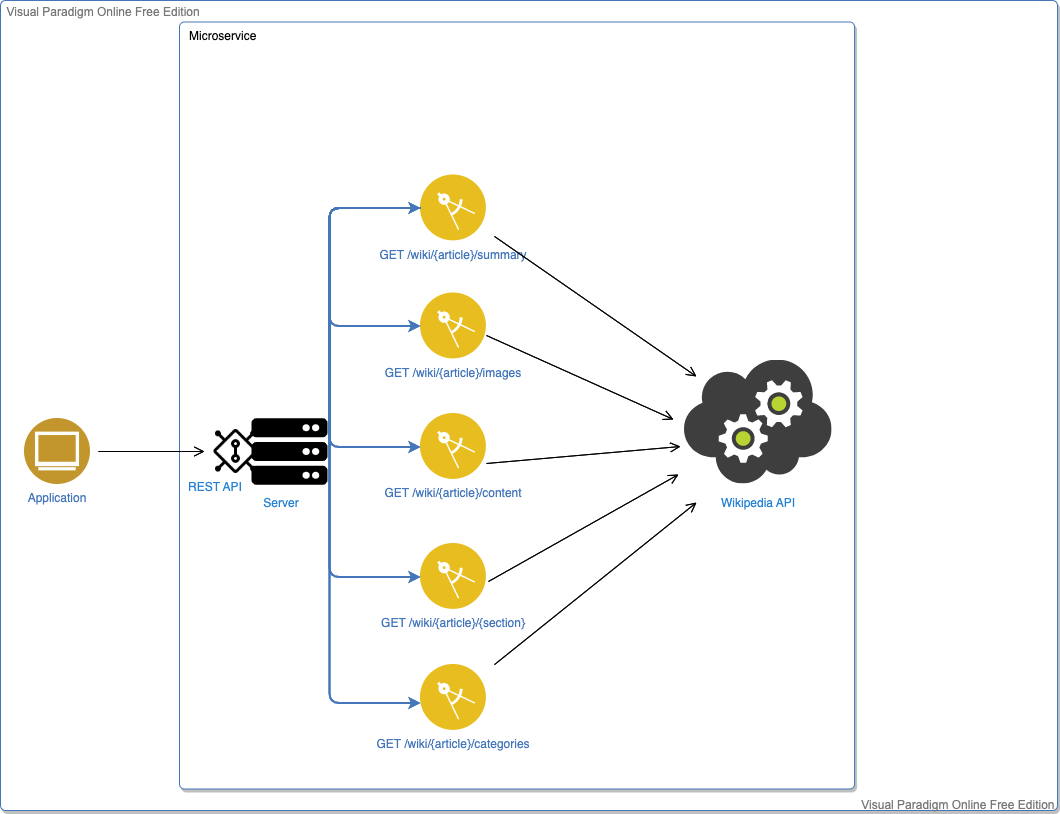 Visual Paradigm Online Free Edition
Microservice
GET /wiki/{article}/summary
GET /wiki/{article}/images
Application
REST API
Server
GET /wiki/{article}/content
Wikipedia API
GET /wiki/{article}/{section}
GET /wiki/{article}/categories
Visual Paradigm Online Free Edition